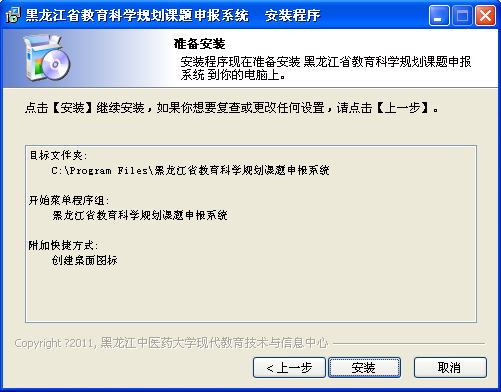 黑龙江省教育科学规划课题申报系统 安装程序
准备安装
安装程序现在准备安装 黑龙江省教育科学规划课题申报
系统 到你的电脑上。
点击【安装】继续安装，如果你想要复查或更改任何设置，请点击【上一步】。
目标文件夹:
C:\Program Files\黑龙江省教育科学规划课题申报系统
开始菜单程序组:
黑龙江省教育科学规划课题申报系统
附加快捷方式:
创建桌面图标
Copyright ?2011, 黑龙江中医药大学现代教育技术与信息中心
< 上一步 安装 取消